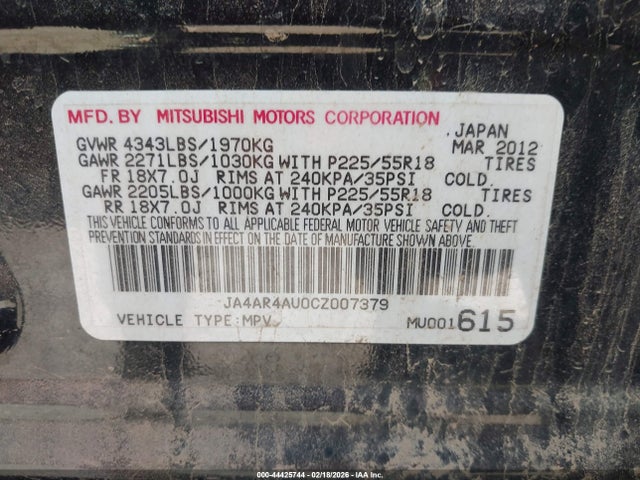 MFD. BY MITSUBISHI MOTORS CORPORATION
JAPAN
GVWR 4343LBS/1970KG MAR 2012
GAWR 2271LBS/1030KG WITH P225/55R18 TIRES
FR 18X7.0J RIMS AT 240KPA/35PSI COLD.
GAWR 2205LBS/1000KG WITH P225/55R18 TIRES
RR 18X7.0J RIMS AT 240KPA/35PSI COLD.
THIS VEHICLE CONFORMS TO ALL APPLICABLE FEDERAL MOTOR VEHICLE SAFETY AND THEFT
PREVENTION STANDARDS IN EFFECT ON THE DATE OF MANUFACTURE SHOWN ABOVE.
JA4AR4AU0CZ007379
VEHICLE TYPE:MPV MU001615
000-44425744 - 02/18/2026 - IAAI.COM